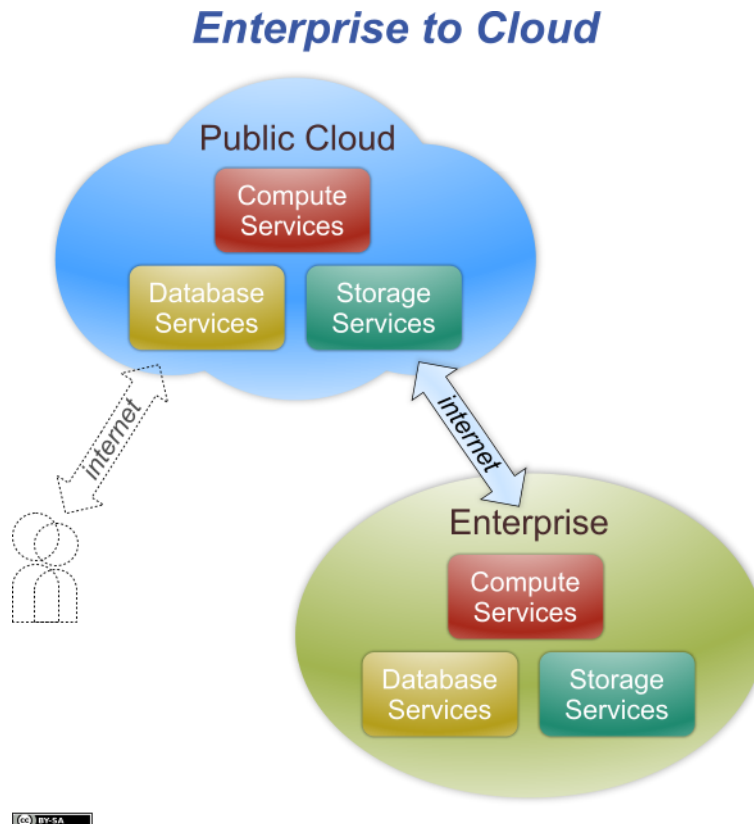 Enterprise to Cloud
Public Cloud
Compute
Services
Database
Services
Storage
Services
internet
internet
Enterprise
Compute
Services
Database
Services
Storage
Services
cc BY-SA